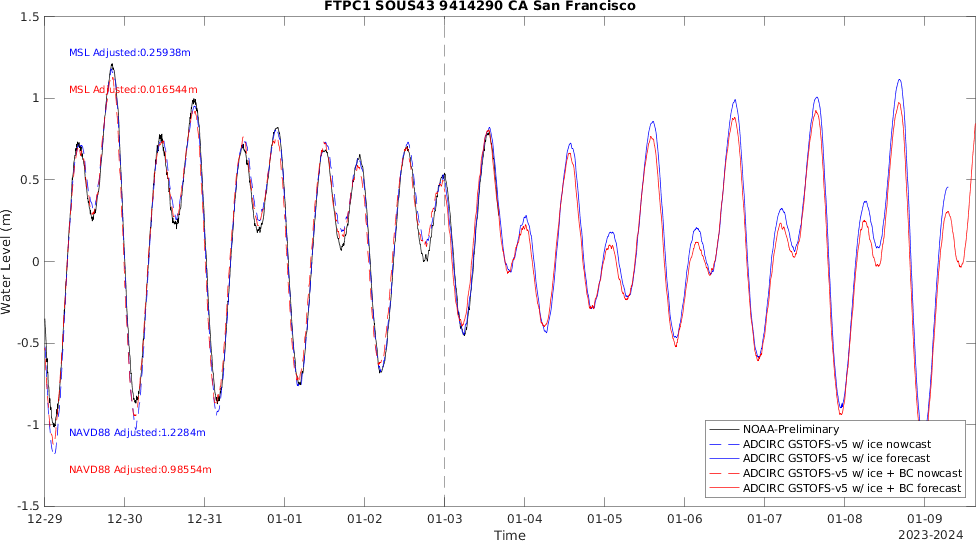 FTPC1 SOUS43 9414290 CA San Francisco
1.5
1
0.5
0
-0.5
-1
-1.5
Water Level (m)
MSL Adjusted:0.25938m
MSL Adjusted:0.016544m
NAVD88 Adjusted:1.2284m
NAVD88 Adjusted:0.98554m
NOAA-Preliminary
ADCIRC GSTOFS-v5 w/ ice nowcast
ADCIRC GSTOFS-v5 w/ ice forecast
ADCIRC GSTOFS-v5 w/ ice + BC nowcast
ADCIRC GSTOFS-v5 w/ ice + BC forecast
12-29 12-30 12-31 01-01 01-02 01-03 01-04 01-05 01-06 01-07 01-08 01-09
Time
2023-2024